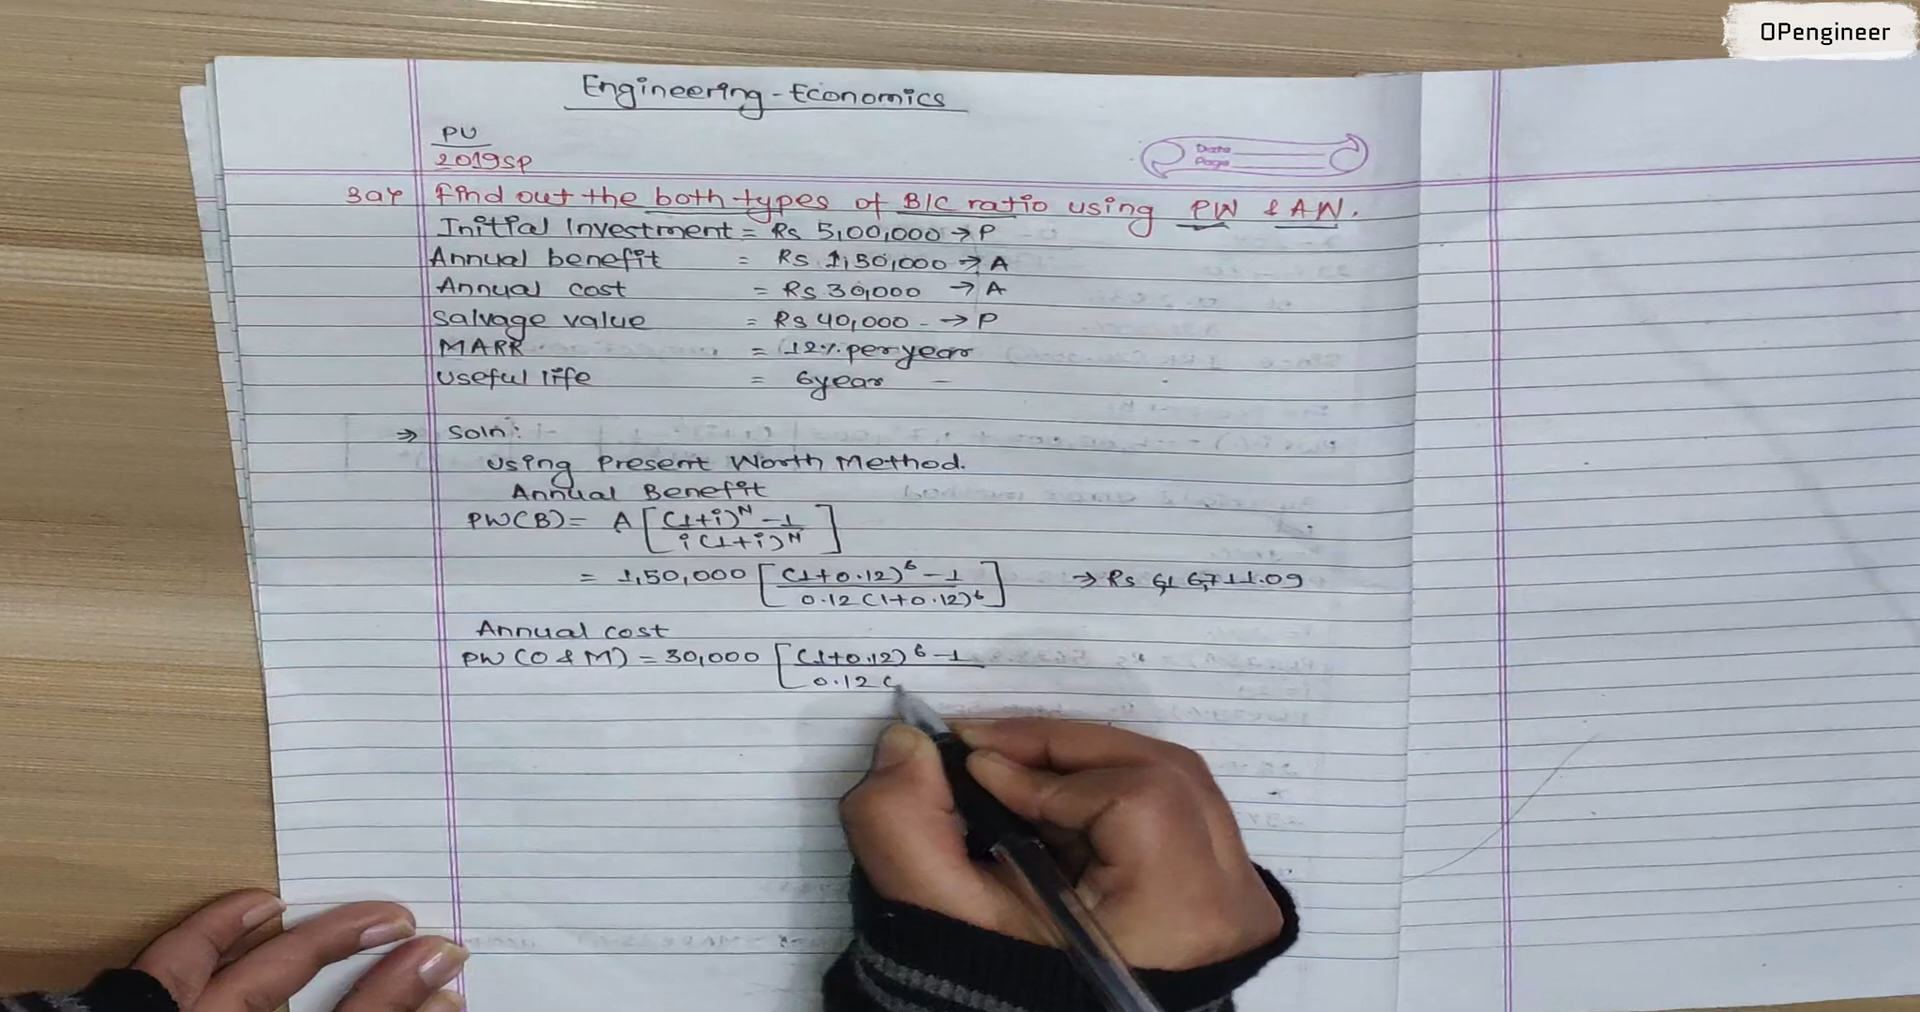 OPengineer
Engineering - Economics
PU
2019SP
Date
Page
3a) Find out the both types of B/C ratio using PW & AW.
Initial Investment = Rs 5,00,000 → P
Annual benefit = Rs 1,50,000 → A
Annual cost = Rs 30,000 → A
Salvage value = Rs 40,000 → P
MARR = 12% per year
Useful life = 6 year
⇒ Soln:
Using Present Worth Method.
Annual Benefit
PW(B) = A [ (1+i)^N - 1 / i(1+i)^N ]
= 1,50,000 [ (1+0.12)^6 - 1 / 0.12(1+0.12)^6 ] ⇒ Rs 6,16,711.09
Annual cost
PW(O & M) = 30,000 [ (1+0.12)^6 - 1 / 0.12 (